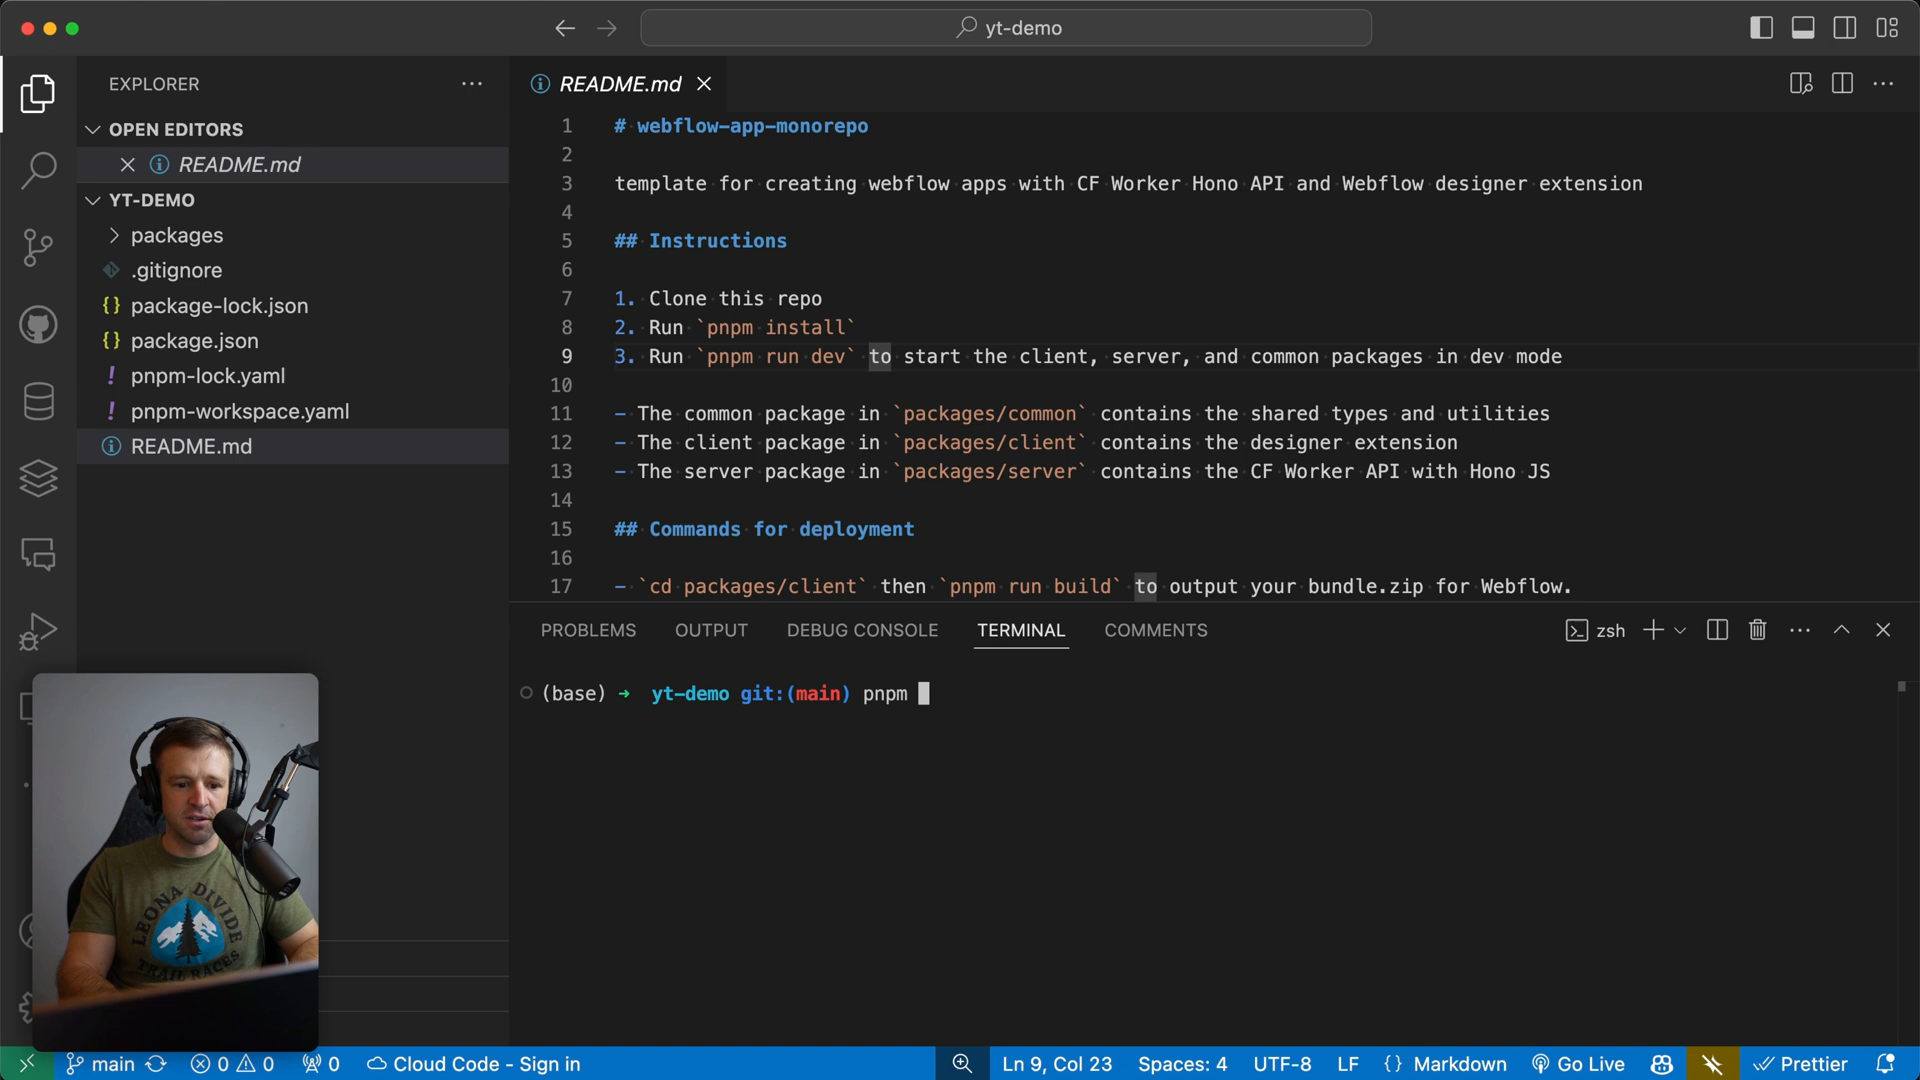 yt-demo
EXPLORER
OPEN EDITORS
README.md
YT-DEMO
packages
.gitignore
package-lock.json
package.json
pnpm-lock.yaml
pnpm-workspace.yaml
README.md
README.md
1 # webflow-app-monorepo
2
3 template for creating webflow apps with CF Worker Hono API and Webflow designer extension
4
5 ## Instructions
6
7 1. Clone this repo
8 2. Run `pnpm install`
9 3. Run `pnpm run dev` to start the client, server, and common packages in dev mode
10
11 - The common package in `packages/common` contains the shared types and utilities
12 - The client package in `packages/client` contains the designer extension
13 - The server package in `packages/server` contains the CF Worker API with Hono JS
14
15 ## Commands for deployment
16
17 - `cd packages/client` then `pnpm run build` to output your bundle.zip for Webflow.
PROBLEMS OUTPUT DEBUG CONSOLE TERMINAL COMMENTS zsh
(base) ➜ yt-demo git:(main) pnpm
LEONA DIVIDE
TRAIL RACES
main 0 0 0 Cloud Code - Sign in Ln 9, Col 23 Spaces: 4 UTF-8 LF {} Markdown Go Live Prettier